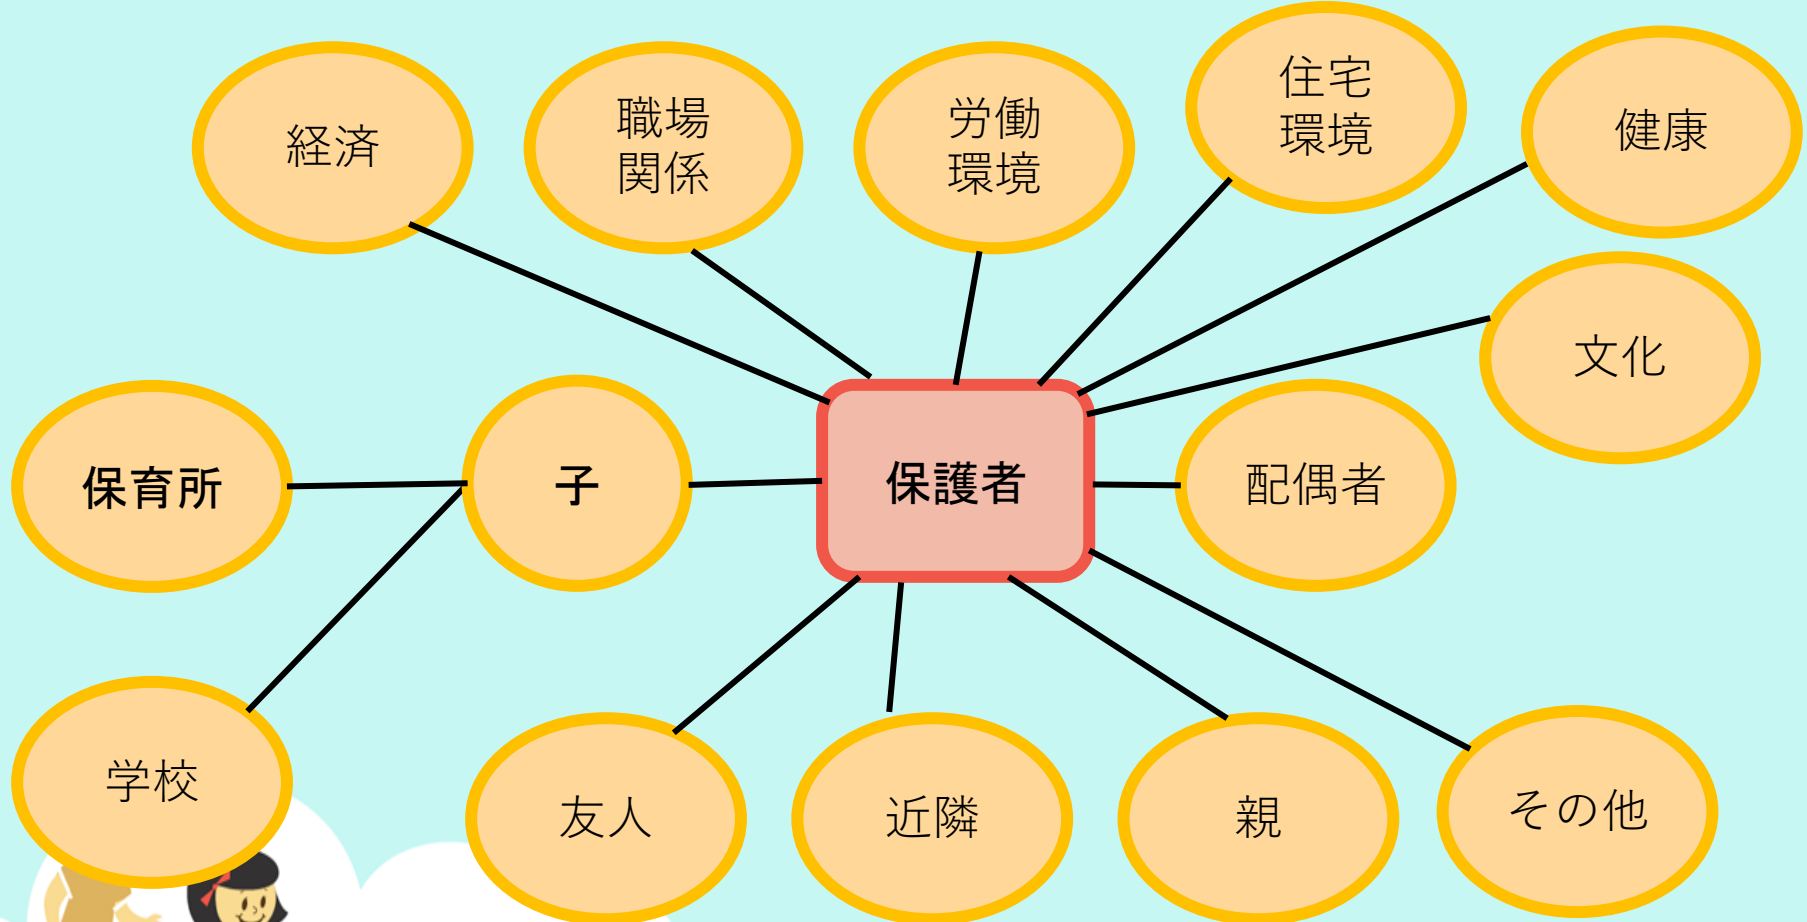 経済
職場
関係
労働
環境
住宅
環境
健康
文化
保育所
子
保護者
配偶者
学校
友人
近隣
親
その他